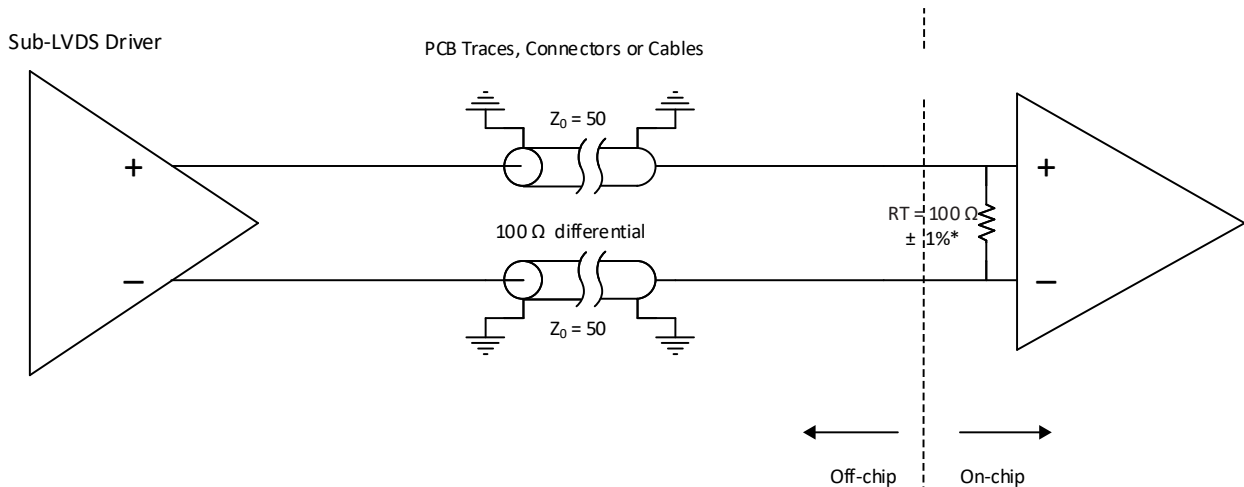 Sub-LVDS Driver
PCB Traces, Connectors or Cables
Z₀ = 50
+
+
RT = 100 Ω
± 1%*
100 Ω differential
−
−
Z₀ = 50
Off-chip
On-chip